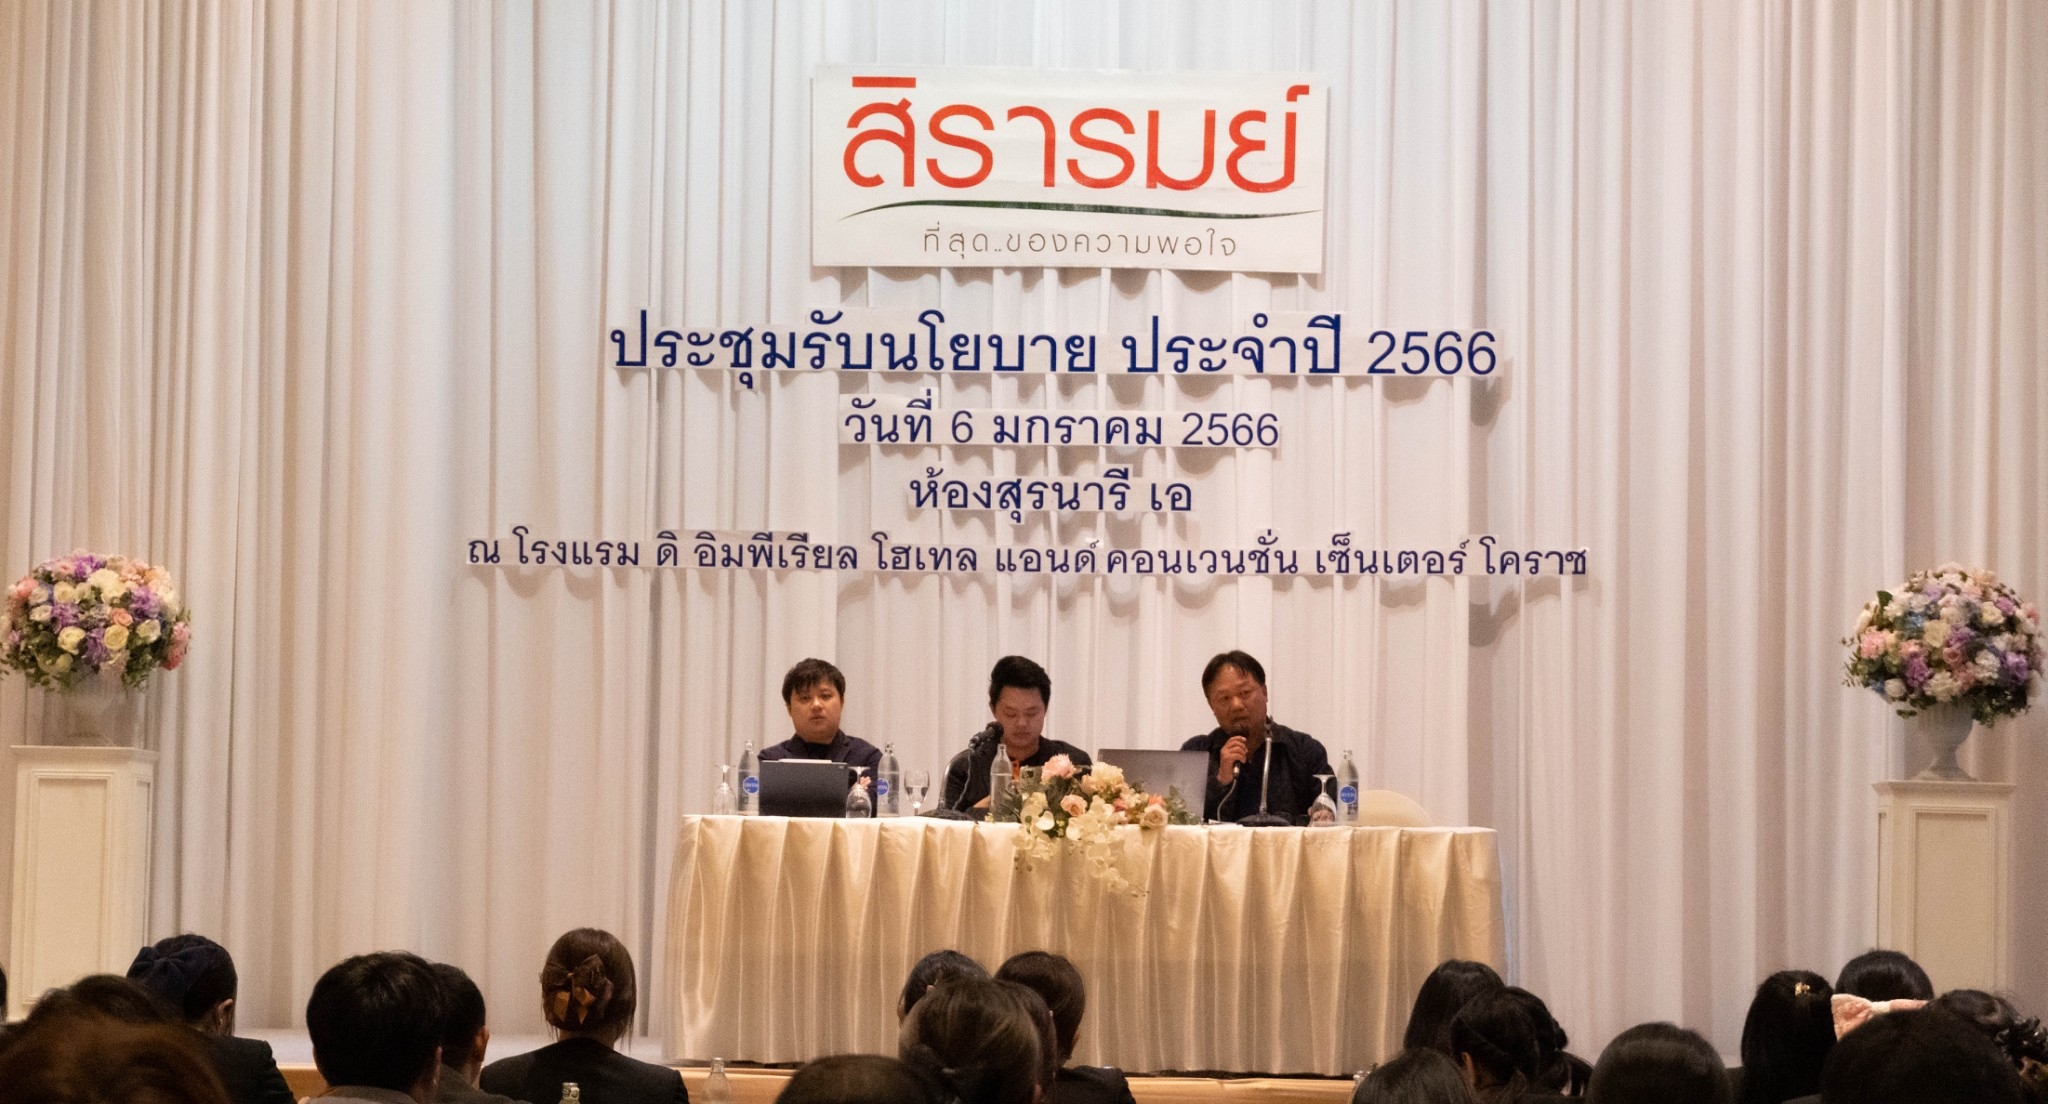 สิรารมย์
ที่สุด..ของความพอใจ
ประชุมรับนโยบาย ประจำปี 2566
วันที่ 6 มกราคม 2566
ห้องสุรนารี เอ
ณ โรงแรม ดิ อิมพีเรียล โฮเทล แอนด์ คอนเวนชั่น เซ็นเตอร์ โคราช